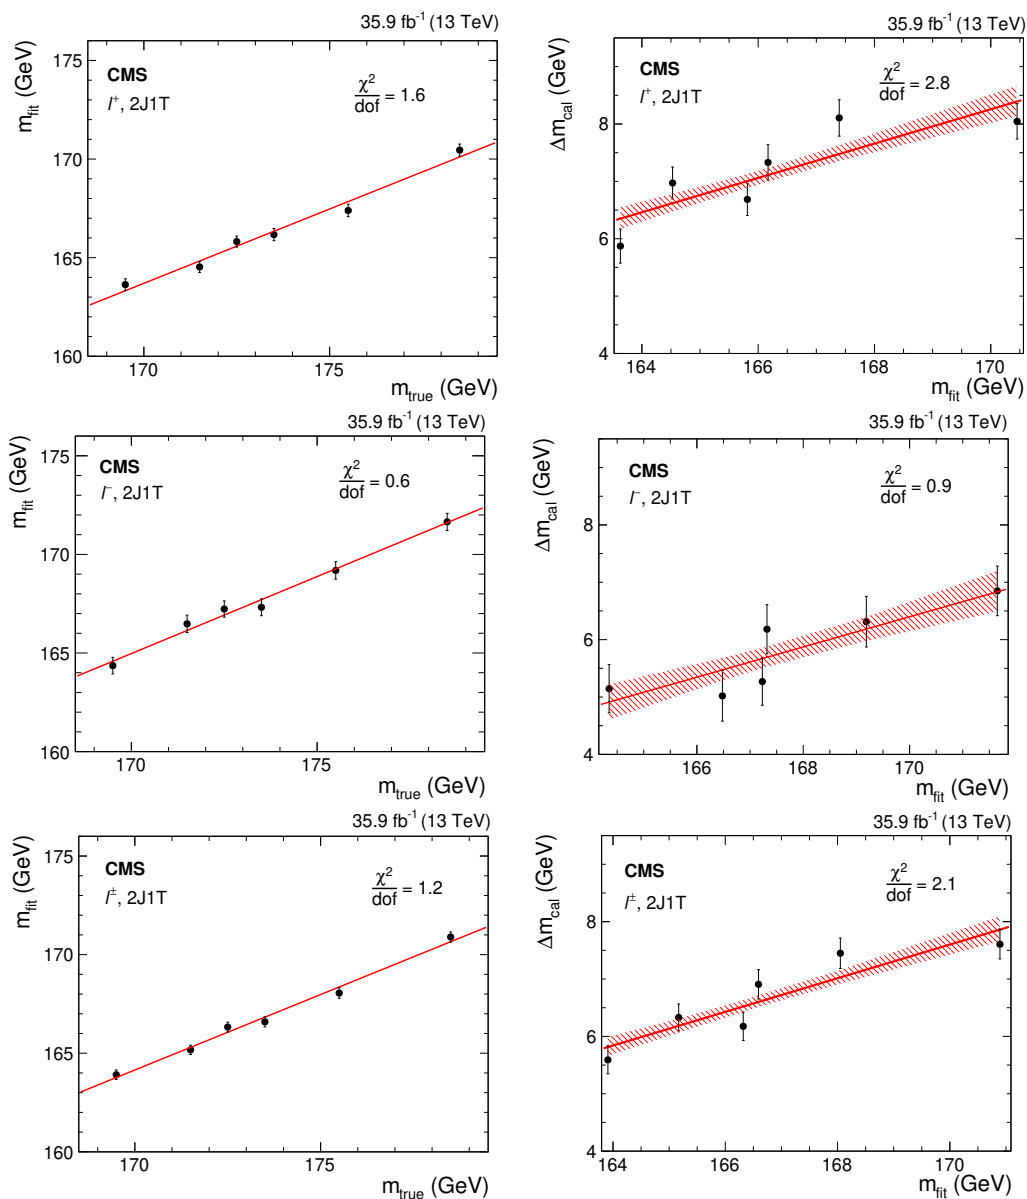 35.9 fb⁻¹ (13 TeV)
m_fit (GeV)
175
170
165
160
CMS
l⁺, 2J1T
χ²/dof = 1.6
170
175
m_true (GeV)
35.9 fb⁻¹ (13 TeV)
Δm_cal (GeV)
8
6
4
CMS
l⁺, 2J1T
χ²/dof = 2.8
164
166
168
170
m_fit (GeV)
35.9 fb⁻¹ (13 TeV)
m_fit (GeV)
175
170
165
160
CMS
l⁻, 2J1T
χ²/dof = 0.6
170
175
m_true (GeV)
35.9 fb⁻¹ (13 TeV)
Δm_cal (GeV)
8
6
4
CMS
l⁻, 2J1T
χ²/dof = 0.9
166
168
170
m_fit (GeV)
35.9 fb⁻¹ (13 TeV)
m_fit (GeV)
175
170
165
160
CMS
l±, 2J1T
χ²/dof = 1.2
170
175
m_true (GeV)
35.9 fb⁻¹ (13 TeV)
Δm_cal (GeV)
8
6
4
CMS
l±, 2J1T
χ²/dof = 2.1
164
166
168
170
m_fit (GeV)